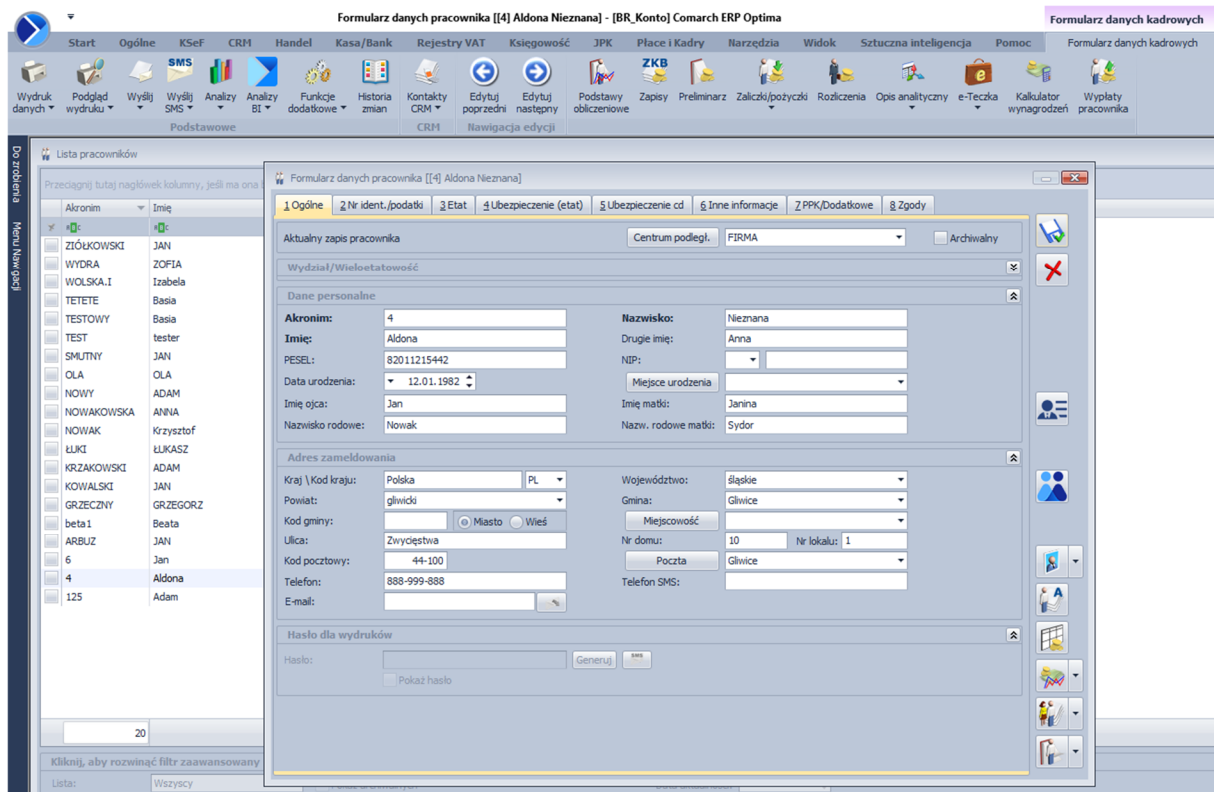 Formularz danych pracownika [[4] Aldona Nieznana] - [BR_Konto] Comarch ERP Optima
Formularz danych kadrowych
Start Ogólne KSeF CRM Handel Kasa/Bank Rejestry VAT Księgowość JPK Płace i Kadry Narzędzia Widok Sztuczna inteligencja Pomoc Formularz danych kadrowych
SMS ZKB
Wydruk danych
Podgląd wydruku
Wyślij
Wyślij SMS
Analizy
Analizy BI
Funkcje dodatkowe
Historia zmian
Kontakty CRM
Edytuj poprzedni
Edytuj następny
Podstawy obliczeniowe
Zapisy
Preliminarz
Zaliczki/pożyczki
Rozliczenia
Opis analityczny
e-Teczka
Kalkulator wynagrodzeń
Wypłaty pracownika
Podstawowe CRM Nawigacja edycji
Do zrobienia
Menu Nawigacji
Lista pracowników
Przeciągnij tutaj nagłówek kolumny, jeśli ma ona
Akronim Imię
ZIÓŁKOWSKI JAN
WYDRA ZOFIA
WOLSKA.I Izabela
TETETE Basia
TESTOWY Basia
TEST tester
SMUTNY JAN
OLA OLA
NOWY ADAM
NOWAKOWSKA ANNA
NOWAK Krzysztof
ŁUKI ŁUKASZ
KRZAKOWSKI ADAM
KOWALSKI JAN
GRZECZNY GRZEGORZ
beta1 Beata
ARBUZ JAN
6 Jan
4 Aldona
125 Adam
20
Kliknij, aby rozwinąć filtr zaawansowany
Lista: Wszyscy
Formularz danych pracownika [[4] Aldona Nieznana]
1 Ogólne 2 Nr ident./podatki 3 Etat 4 Ubezpieczenie (etat) 5 Ubezpieczenie cd 6 Inne informacje 7 PPK/Dodatkowe 8 Zgody
Aktualny zapis pracownika Centrum podległ. FIRMA Archiwalny
Wydział/Wieloetatowość
Dane personalne
Akronim: 4 Nazwisko: Nieznana
Imię: Aldona Drugie imię: Anna
PESEL: 82011215442 NIP:
Data urodzenia: 12.01.1982 Miejsce urodzenia
Imię ojca: Jan Imię matki: Janina
Nazwisko rodowe: Nowak Nazw. rodowe matki: Sydor
Adres zameldowania
Kraj \ Kod kraju: Polska PL Województwo: śląskie
Powiat: gliwicki Gmina: Gliwice
Kod gminy: Miasto Wieś Miejscowość
Ulica: Zwycięstwa Nr domu: 10 Nr lokalu: 1
Kod pocztowy: 44-100 Poczta Gliwice
Telefon: 888-999-888 Telefon SMS:
E-mail:
Hasło dla wydruków
Hasło: Generuj SMS
Pokaż hasło